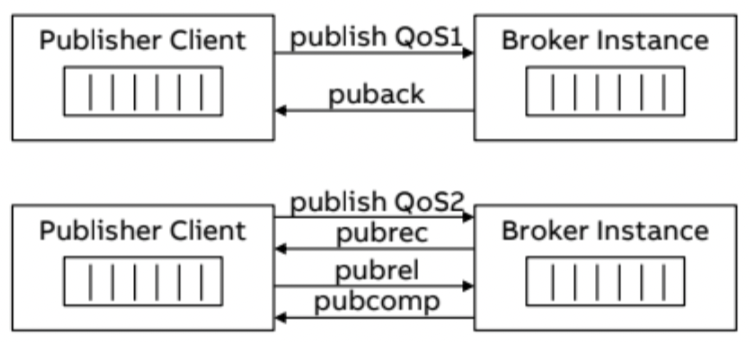 Publisher Client
publish QoS1
Broker Instance
puback
publish QoS2
Publisher Client
pubrec
Broker Instance
pubrel
pubcomp